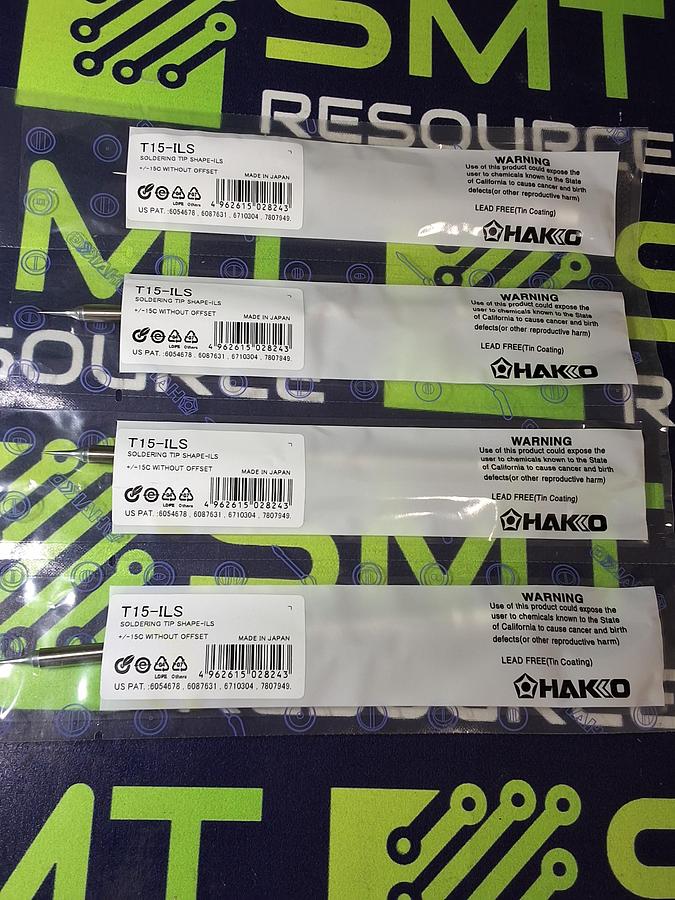 SMT
RESOURCE
T15-ILS
SOLDERING TIP SHAPE-ILS
+/-15C WITHOUT OFFSET
MADE IN JAPAN
LDPE Others
4 962615 028243
US PAT. :6054678 , 6087631 , 6710304 , 7807949.
WARNING
Use of this product could expose the
user to chemicals known to the State
of California to cause cancer and birth
defects(or other reproductive harm)
LEAD FREE(Tin Coating)
HAKKO
T15-ILS
SOLDERING TIP SHAPE-ILS
+/-15C WITHOUT OFFSET
MADE IN JAPAN
LDPE Others
4 962615 028243
US PAT. :6054678 , 6087631 , 6710304 , 7807949.
WARNING
Use of this product could expose the
user to chemicals known to the State
of California to cause cancer and birth
defects(or other reproductive harm)
LEAD FREE(Tin Coating)
HAKKO
T15-ILS
SOLDERING TIP SHAPE-ILS
+/-15C WITHOUT OFFSET
MADE IN JAPAN
LDPE Others
4 962615 028243
US PAT. :6054678 , 6087631 , 6710304 , 7807949.
WARNING
Use of this product could expose the
user to chemicals known to the State
of California to cause cancer and birth
defects(or other reproductive harm)
LEAD FREE(Tin Coating)
HAKKO
SMT
T15-ILS
SOLDERING TIP SHAPE-ILS
+/-15C WITHOUT OFFSET
MADE IN JAPAN
LDPE Others
4 962615 028243
US PAT. :6054678 , 6087631 , 6710304 , 7807949.
WARNING
Use of this product could expose the
user to chemicals known to the State
of California to cause cancer and birth
defects(or other reproductive harm)
LEAD FREE(Tin Coating)
HAKKO
MT S